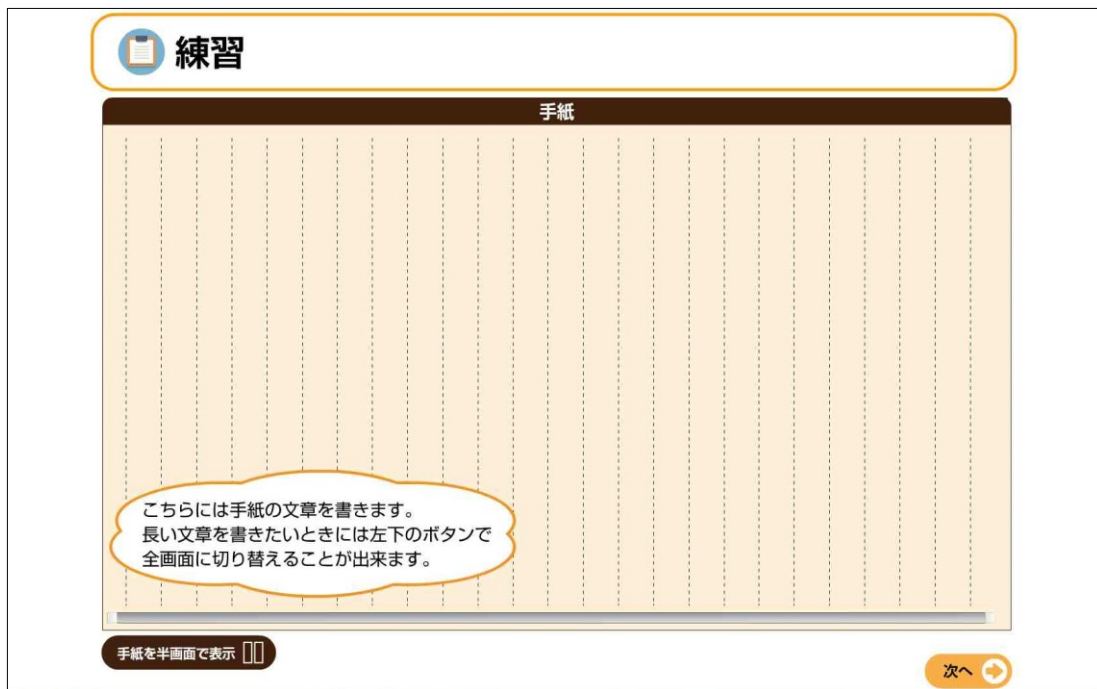 練習
手紙
こちらには手紙の文章を書きます。
長い文章を書きたいときには左下のボタンで
全画面に切り替えることが出来ます。
手紙を半画面で表示
次へ